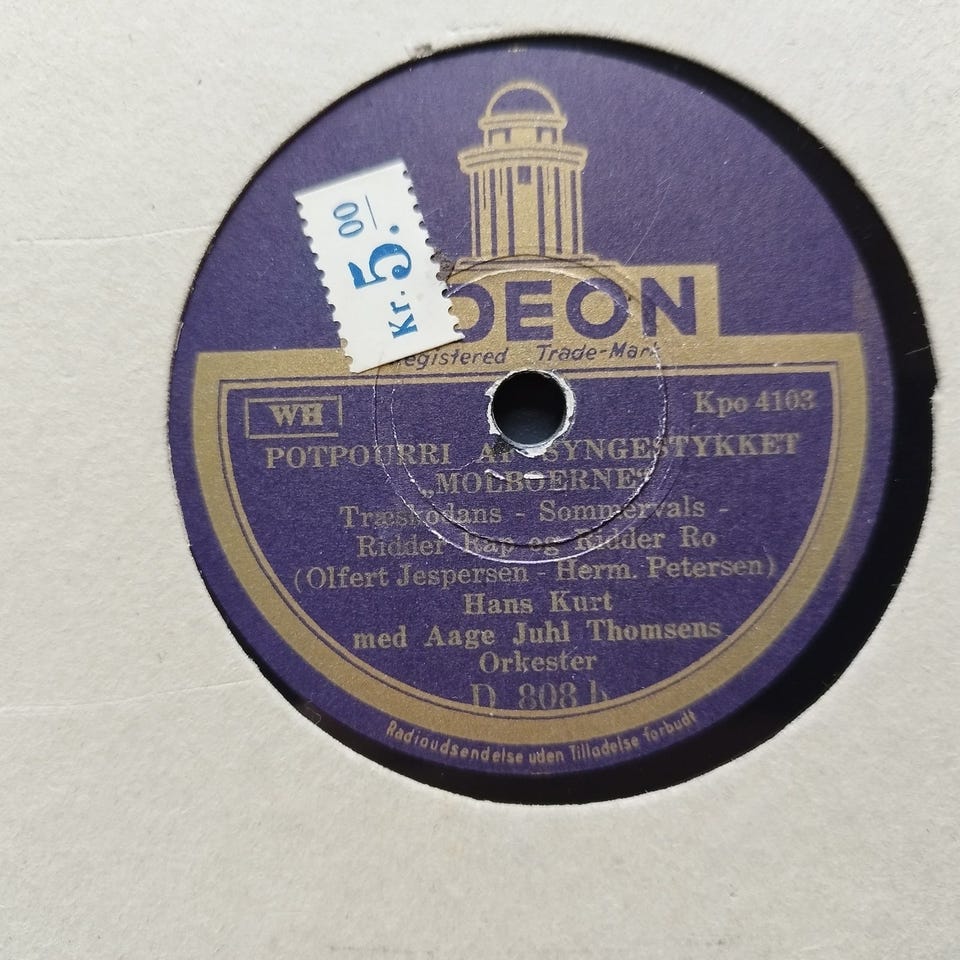 Kr. 5.00
ODEON
Registered Trade-Mark
WH
Kpo 4103
POTPOURRI AF SYNGESTYKKET
„MOLBOERNE“
Træskodans - Sommervals -
Ridder Rap og Ridder Ro
(Olfert Jespersen - Herm. Petersen)
Hans Kurt
med Aage Juhl Thomsens
Orkester
D 808 b
Radioudsendelse uden Tilladelse forbudt